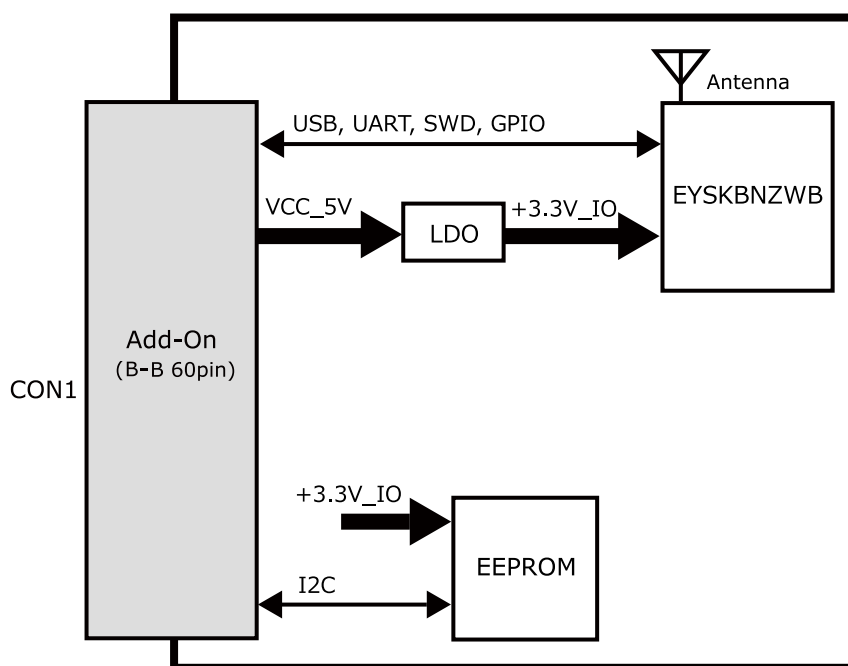 Antenna
USB, UART, SWD, GPIO
EYSKBNZWB
VCC_5V
LDO
+3.3V_IO
Add-On
(B-B 60pin)
CON1
+3.3V_IO
EEPROM
I2C